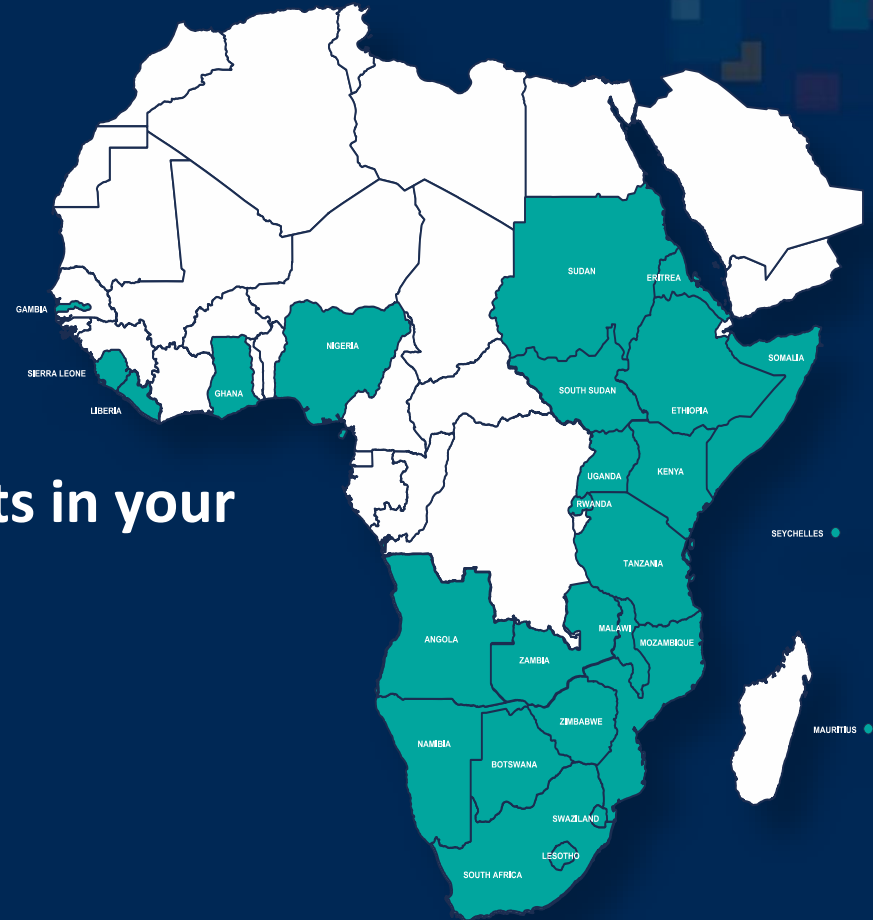 SUDAN
ERITREA
GAMBIA
NIGERIA
SOMALIA
SIERRA LEONE
SOUTH SUDAN
GHANA
LIBERIA
ETHIOPIA
UGANDA
KENYA
ts in your
RWANDA
SEYCHELLES
TANZANIA
MALAWI
ANGOLA
MOZAMBIQUE
ZAMBIA
ZIMBABWE
MAURITIUS
NAMIBIA
BOTSWANA
SWAZILAND
LESOTHO
SOUTH AFRICA